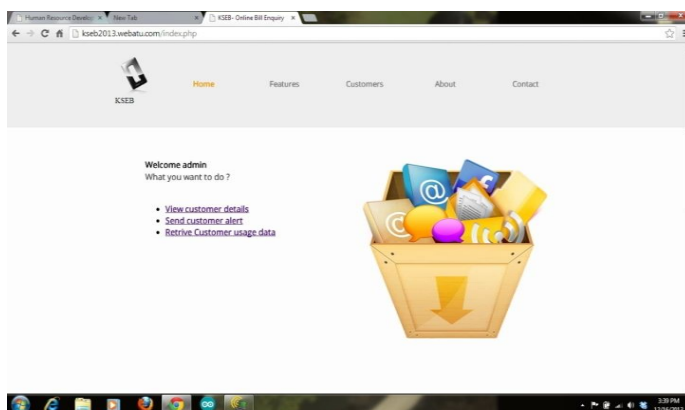 Human Resource Develop
New Tab
KSEB- Online Bill Enquiry
kseb2013.webatu.com/index.php
KSEB
Home
Features
Customers
About
Contact
Welcome admin
What you want to do ?
View customer details
Send customer alert
Retrive Customer usage data
3:39 PM